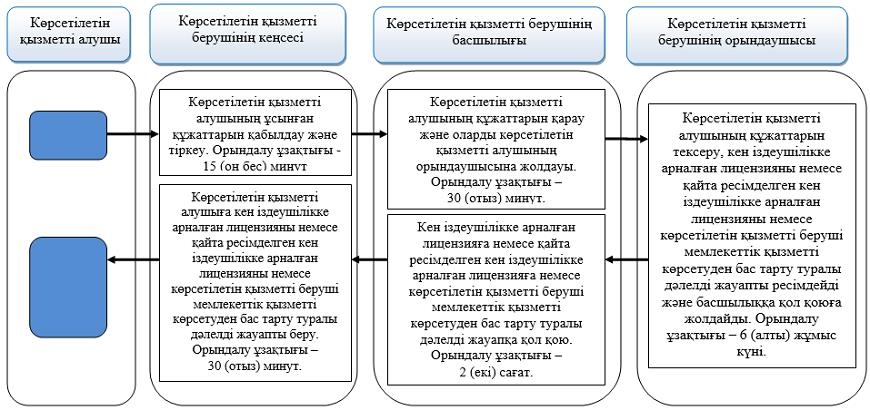 Көрсетілетін
қызметті алушы
Көрсетілетін қызметті
берушінің кеңсесі
Көрсетілетін қызметті берушінің
басшылығы
Көрсетілетін қызметті
берушінің орындаушысы
Көрсетілетін қызметті
алушының ұсынған
құжаттарын қабылдау және
тіркеу. Орындалу ұзақтығы -
15 (он бес) минут
Көрсетілетін қызметті
алушының құжаттарын қарау
және оларды көрсетілетін
қызметті алушының
орындаушысына жолдауы.
Орындалу ұзақтығы –
30 (отыз) минут.
Көрсетілетін қызметті
алушының құжаттарын
тексеру, кен іздеушілікке
арналған лицензияны немесе
қайта ресімделген кен
іздеушілікке арналған
лицензияны немесе
көрсетілетін қызметті беруші
мемлекеттік қызметті
көрсетуден бас тарту туралы
дәлелді жауапты ресімдейді
және басшылыққа қол қоюға
жолдайды. Орындалу
ұзақтығы – 6 (алты) жұмыс
күні.
Кен іздеушілікке арналған
лицензияға немесе қайта
ресімделген кен іздеушілікке
арналған лицензияға немесе
көрсетілетін қызметті беруші
мемлекеттік қызметті
көрсетуден бас тарту туралы
дәлелді жауапқа қол қою.
Орындалу ұзақтығы –
2 (екі) сағат.
Көрсетілетін қызметті
алушыға кен іздеушілікке
арналған лицензияны немесе
қайта ресімделген кен
іздеушілікке арналған
лицензияны немесе
көрсетілетін қызметті беруші
мемлекеттік қызметті
көрсетуден бас тарту туралы
дәлелді жауапты беру.
Орындалу ұзақтығы –
30 (отыз) минут.